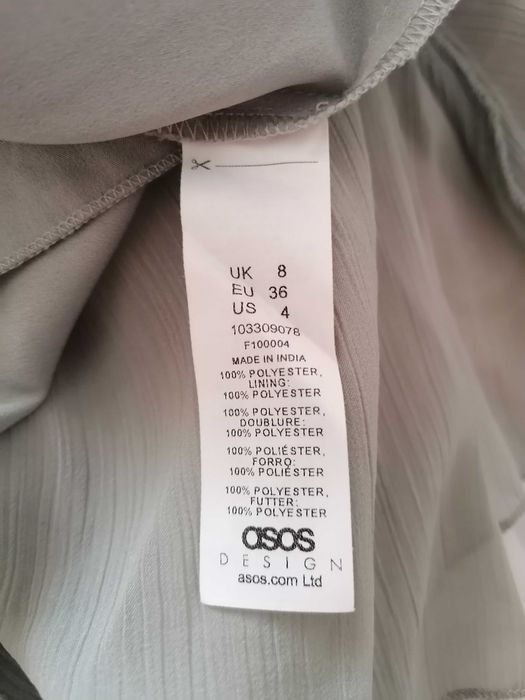 UK 8
EU 36
US 4
103309078
F100004
MADE IN INDIA
100% POLYESTER,
LINING:
100% POLYESTER
100% POLYESTER,
DOUBLURE:
100% POLYESTER
100% POLIÉSTER,
FORRO:
100% POLIÉSTER
100% POLYESTER,
FUTTER:
100% POLYESTER
asos
DESIGN
asos.com Ltd